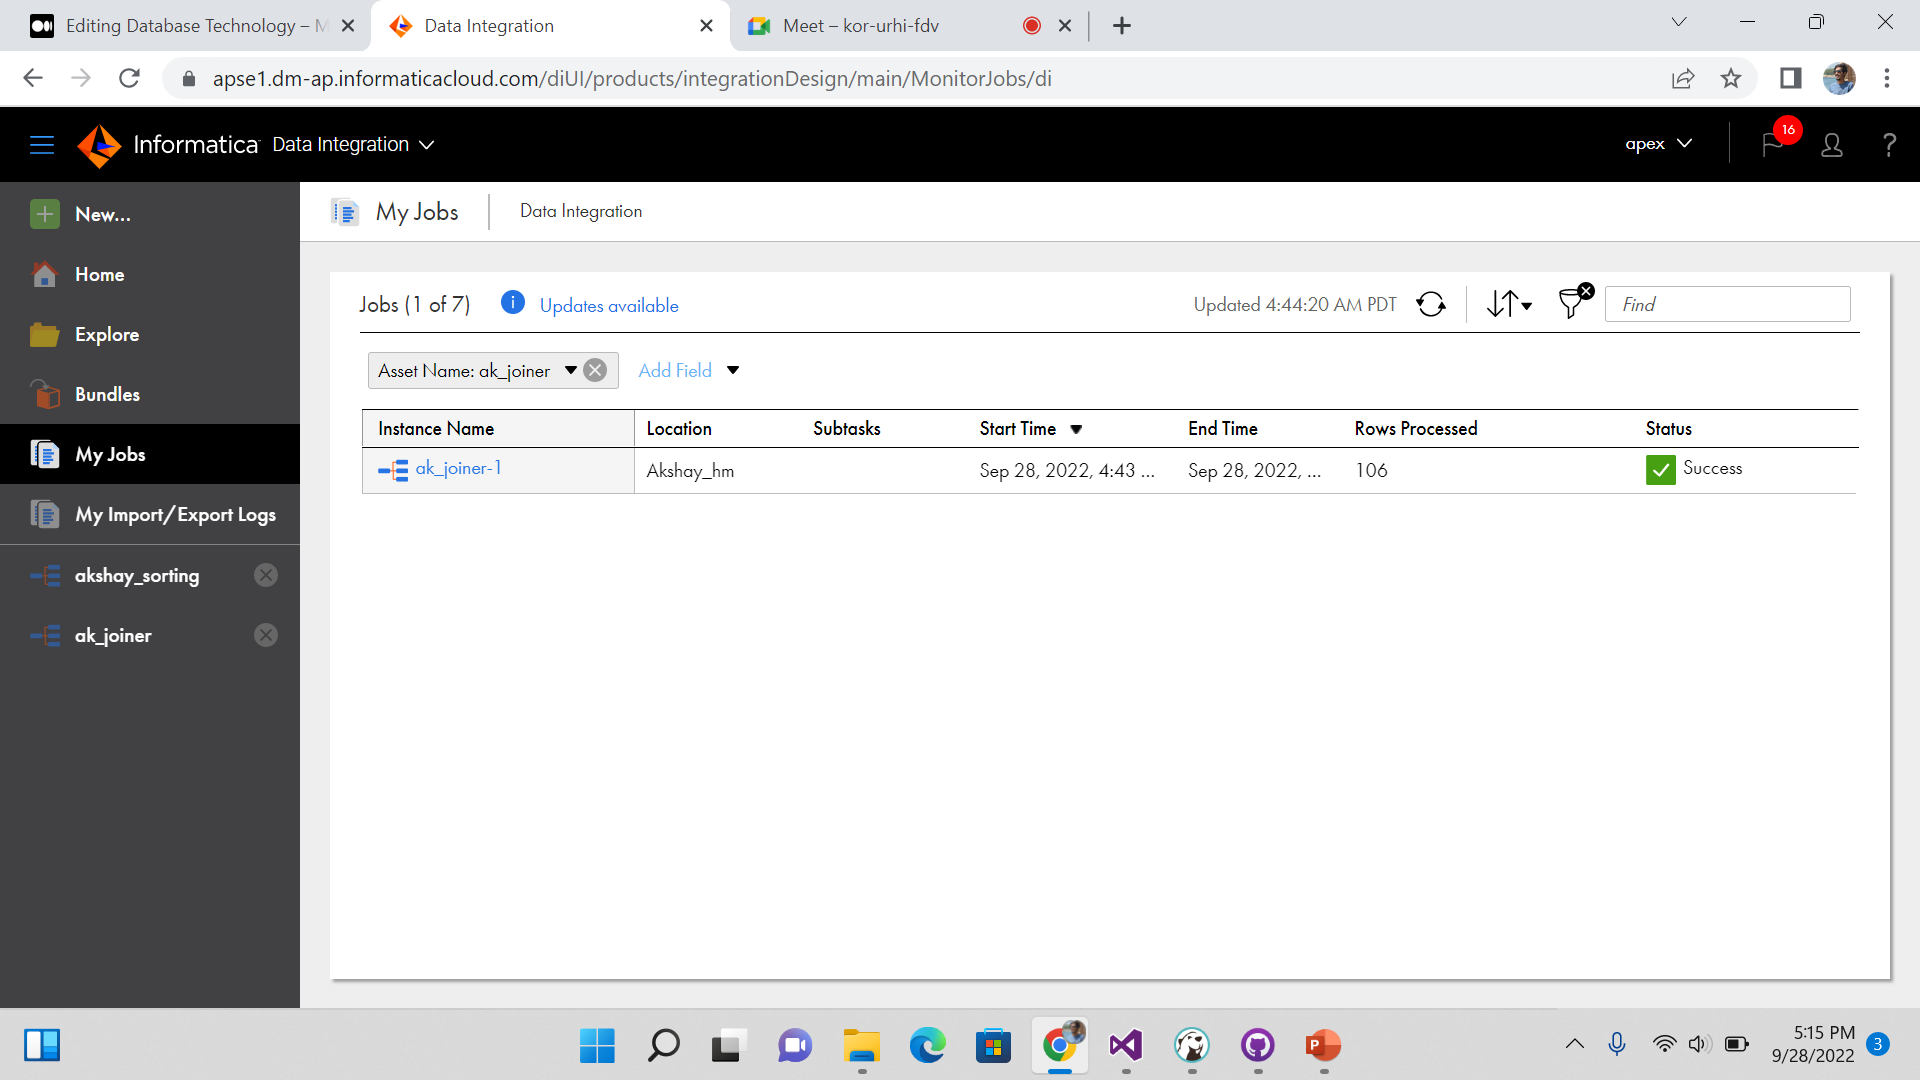 Editing Database Technology – M
Data Integration
Meet – kor-urhi-fdv
apse1.dm-ap.informaticacloud.com/diUI/products/integrationDesign/main/MonitorJobs/di
Informatica Data Integration
apex
16
?
New...
Home
Explore
Bundles
My Jobs
My Import/Export Logs
akshay_sorting
ak_joiner
My Jobs
Data Integration
Jobs (1 of 7)
Updates available
Updated 4:44:20 AM PDT
Find
Asset Name: ak_joiner
Add Field
Instance Name Location Subtasks Start Time End Time Rows Processed Status
ak_joiner-1 Akshay_hm Sep 28, 2022, 4:43 ... Sep 28, 2022, ... 106 Success
5:15 PM
9/28/2022
3